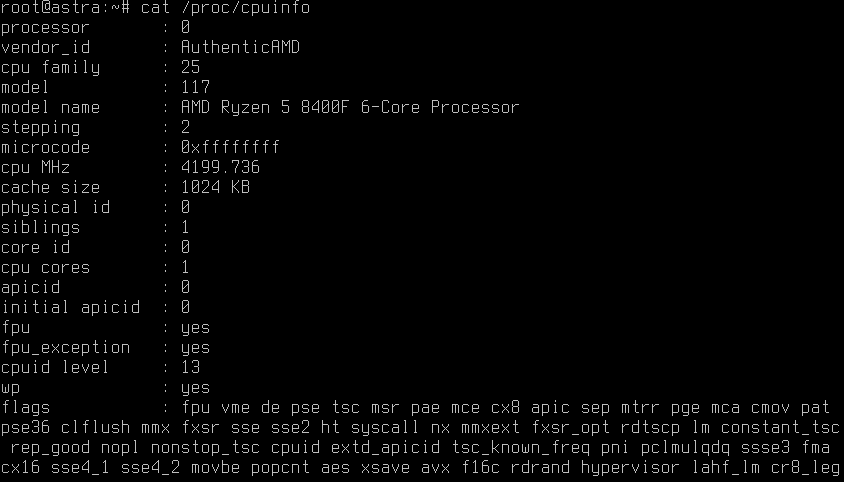 root@astra:~# cat /proc/cpuinfo
processor : 0
vendor_id : AuthenticAMD
cpu family : 25
model : 117
model name : AMD Ryzen 5 8400F 6-Core Processor
stepping : 2
microcode : 0xffffffff
cpu MHz : 4199.736
cache size : 1024 KB
physical id : 0
siblings : 1
core id : 0
cpu cores : 1
apicid : 0
initial apicid : 0
fpu : yes
fpu_exception : yes
cpuid level : 13
wp : yes
flags : fpu vme de pse tsc msr pae mce cx8 apic sep mtrr pge mca cmov pat
pse36 clflush mmx fxsr sse sse2 ht syscall nx mmxext fxsr_opt rdtscp lm constant_tsc
rep_good nopl nonstop_tsc cpuid extd_apicid tsc_known_freq pni pclmulqdq ssse3 fma
cx16 sse4_1 sse4_2 movbe popcnt aes xsave avx f16c rdrand hypervisor lahf_lm cr8_leg